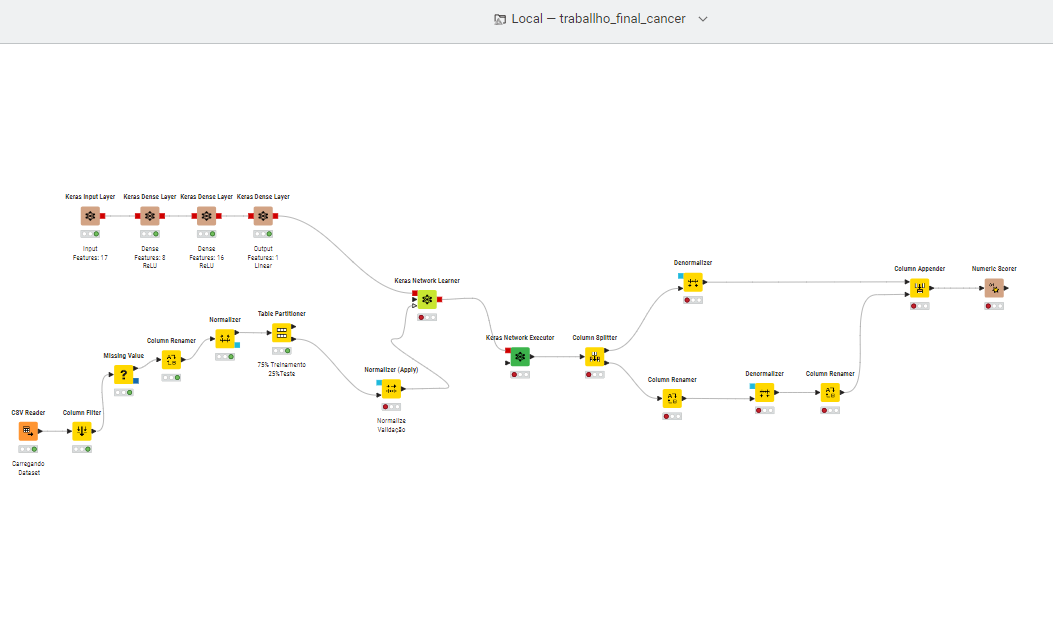 Local — traballho_final_cancer
Keras Input Layer
Keras Dense Layer
Keras Dense Layer
Keras Dense Layer
Input
Features: 17
Dense
Features: 8
ReLU
Dense
Features: 16
ReLU
Output
Features: 1
Linear
Keras Network Learner
Denormalizer
Column Appender
Numeric Scorer
Table Partitioner
75% Treinamento
25%Teste
Normalizer
Column Renamer
Missing Value
Keras Network Executor
Column Splitter
Normalizer (Apply)
Normalize
Validação
Column Renamer
Denormalizer
Column Renamer
CSV Reader
Carregando
Dataset
Column Filter